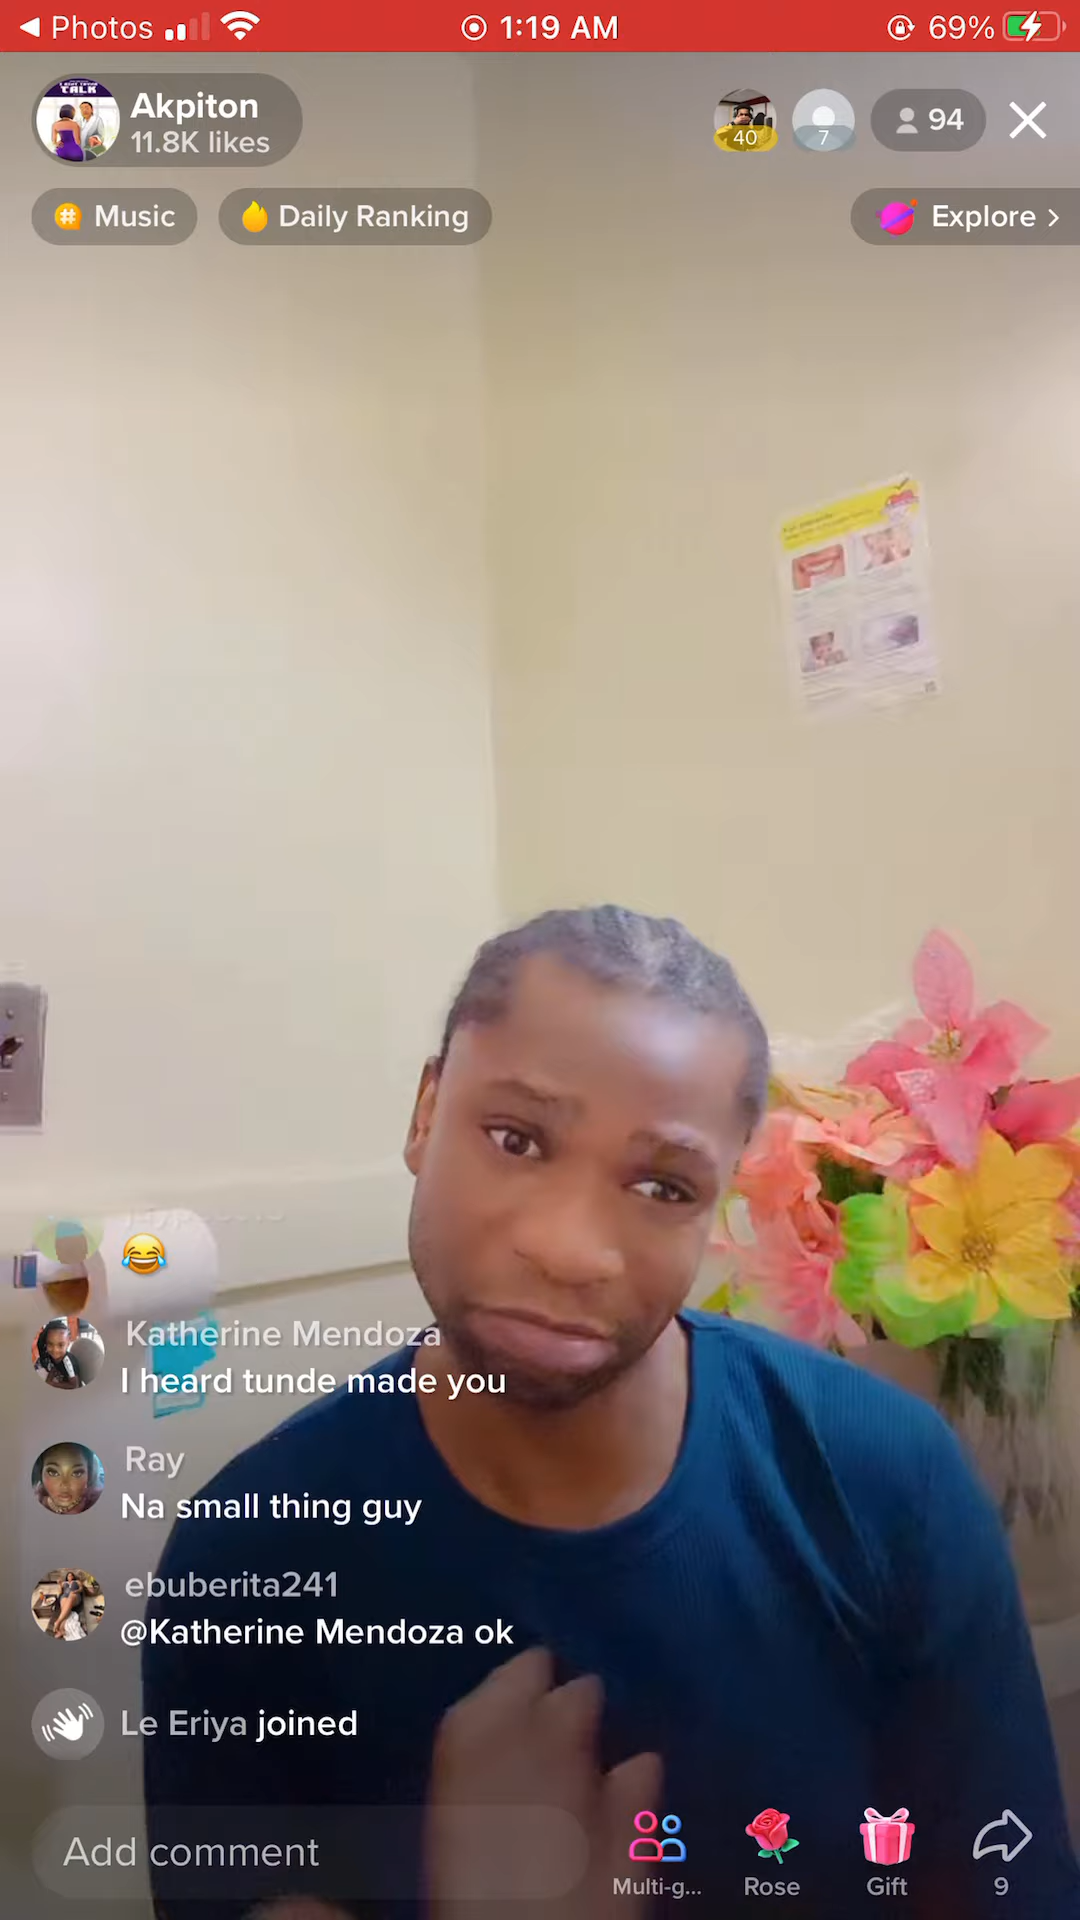 Photos
1:19 AM
69%
TALK
Akpiton
11.8K likes
40
7
94
Music
Daily Ranking
Explore
😂
Katherine Mendoza
I heard tunde made you
Ray
Na small thing guy
ebuberita241
@Katherine Mendoza ok
Le Eriya joined
Add comment
Multi-g...
Rose
Gift
9